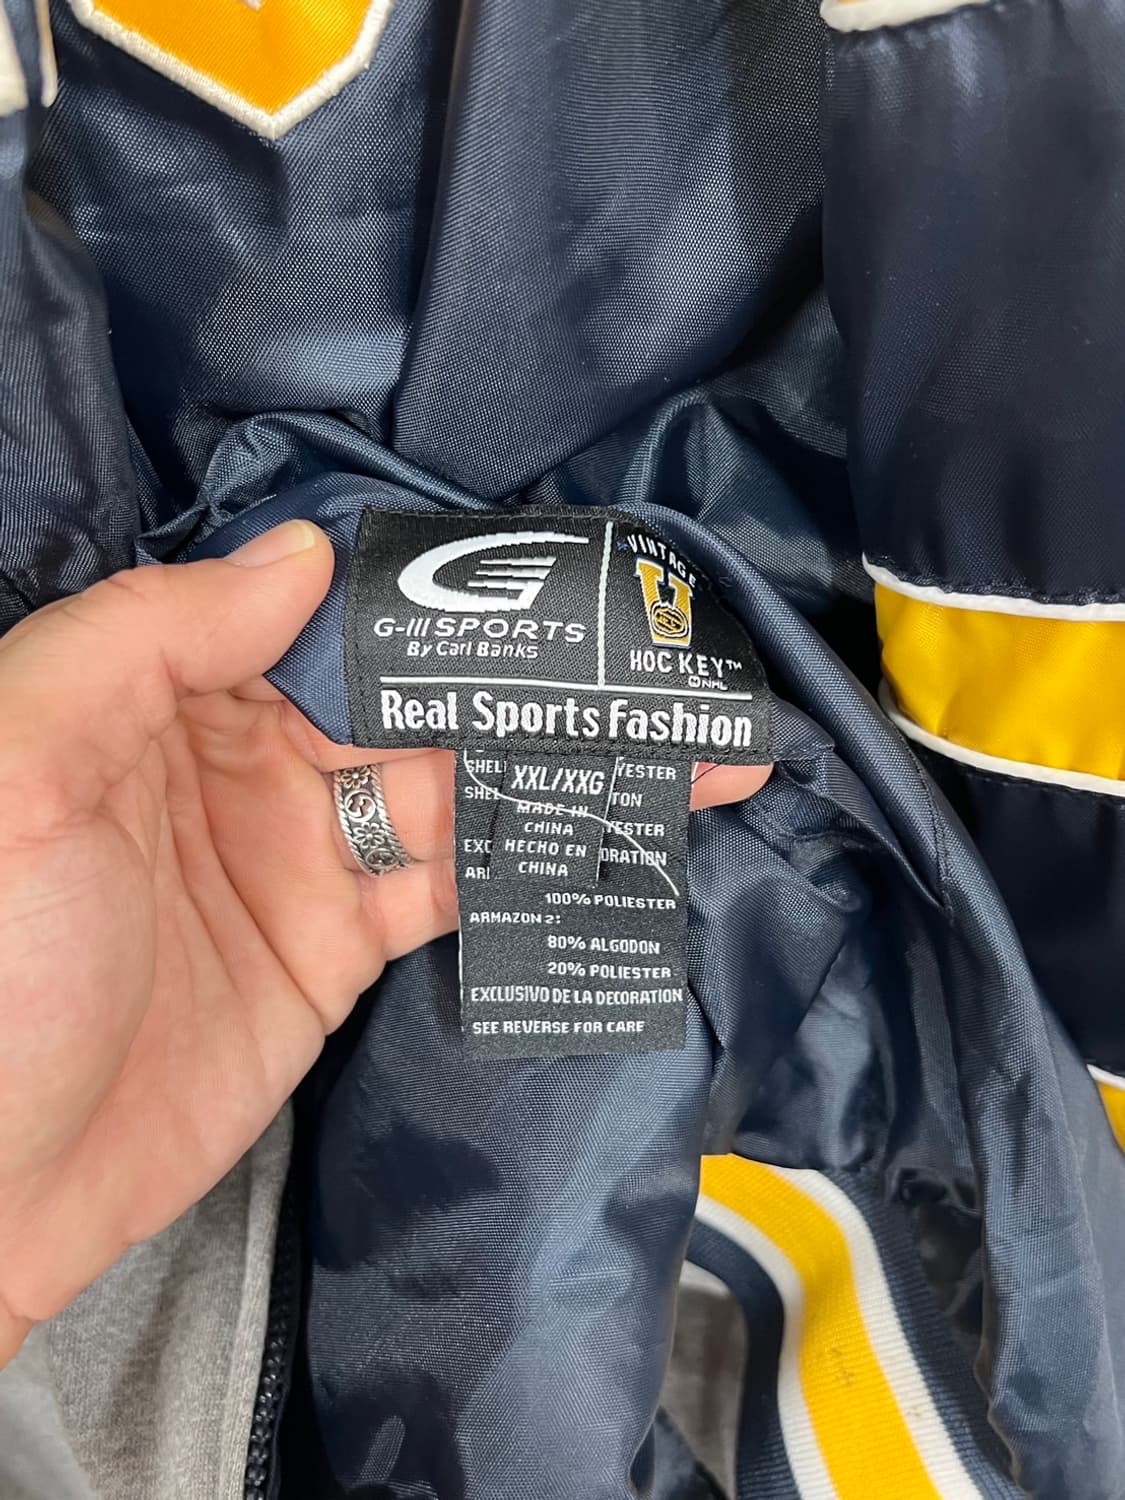 G-III SPORTS
By Carl Banks
VINTAGE
HOCKEY™
NHL
Real Sports Fashion
XXL/XXG
MADE IN
CHINA
HECHO EN
CHINA
100% POLIESTER
ARMAZON 2:
80% ALGODON
20% POLIESTER
EXCLUSIVO DE LA DECORATION
SEE REVERSE FOR CARE